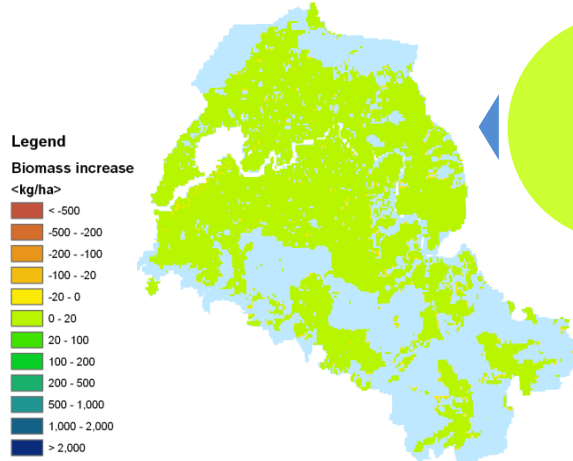 Legend
Biomass increase
<kg/ha>
< -500
-500 - -200
-200 - -100
-100 - -20
-20 - 0
0 - 20
20 - 100
100 - 200
200 - 500
500 - 1,000
1,000 - 2,000
> 2,000